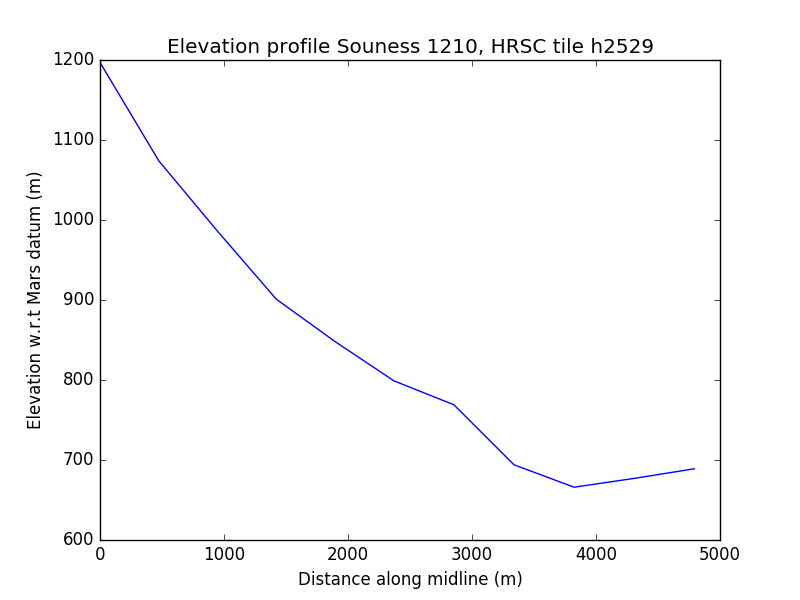 Elevation profile Souness 1210, HRSC tile h2529
1200
1100
1000
900
800
700
600
Elevation w.r.t Mars datum (m)
0 1000 2000 3000 4000 5000
Distance along midline (m)